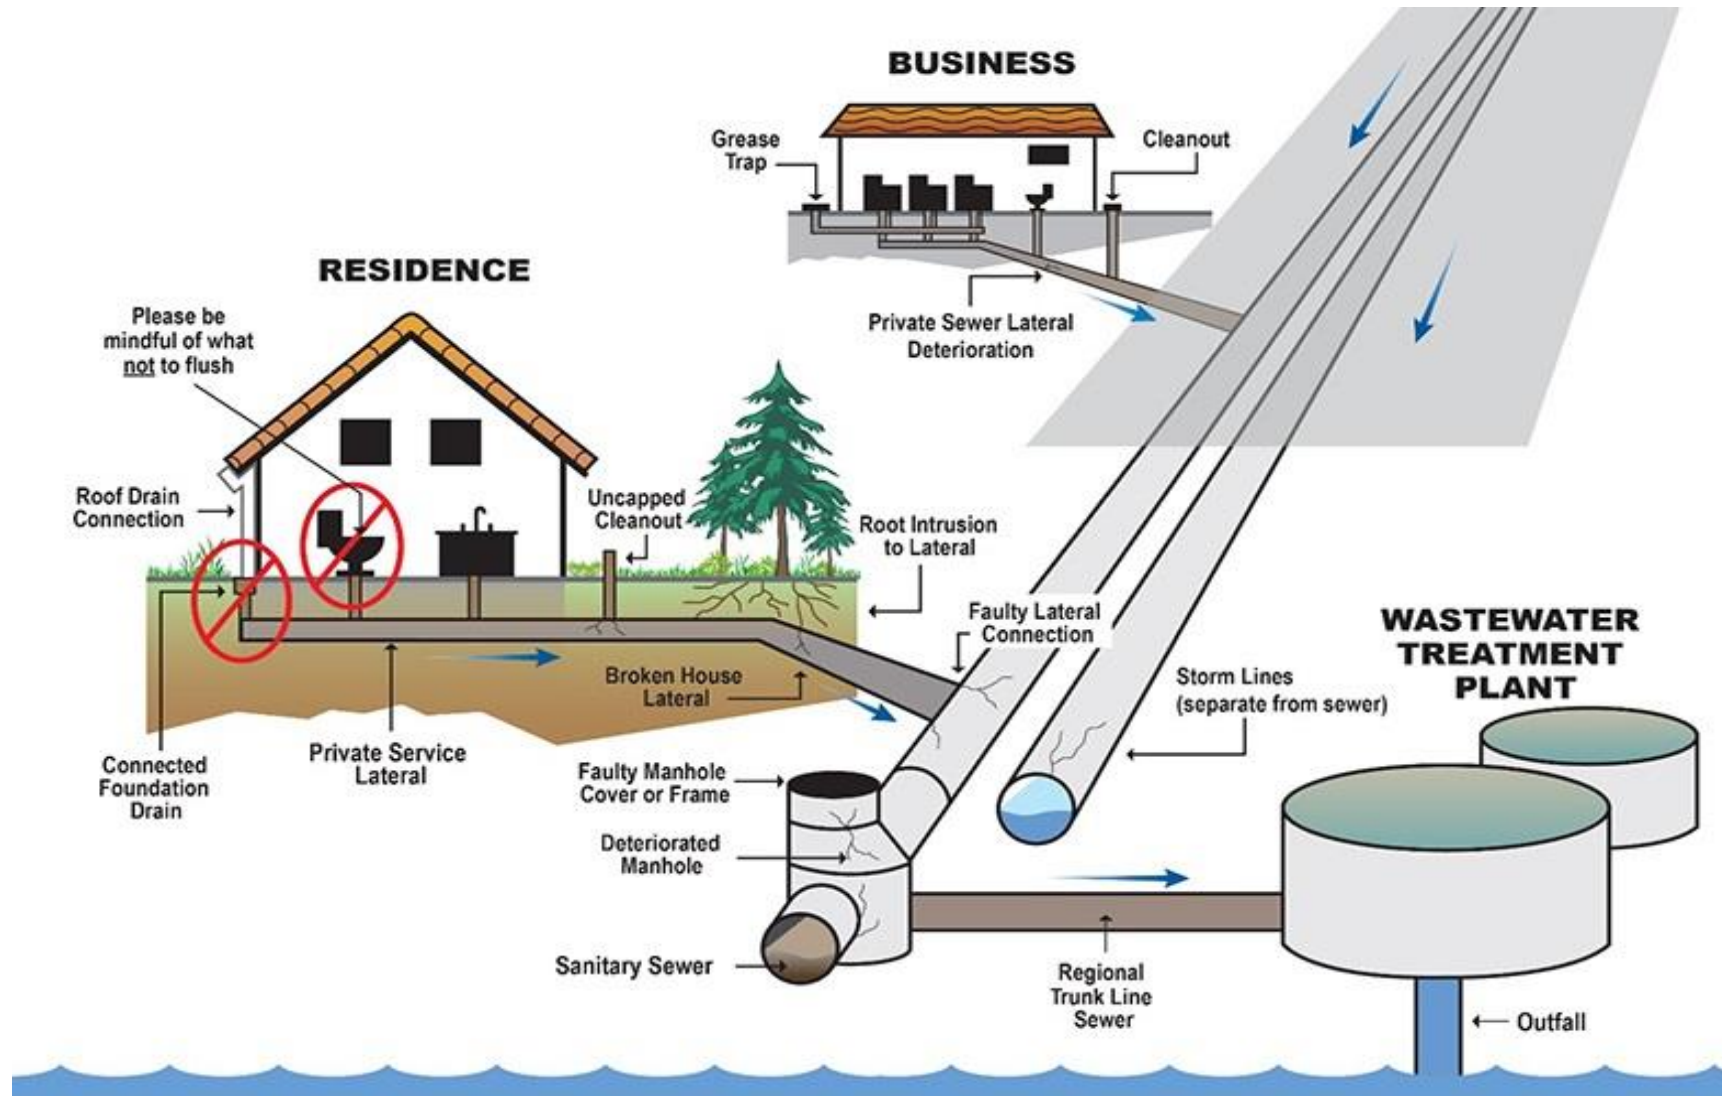 BUSINESS
Grease
Trap
Cleanout
Private Sewer Lateral
Deterioration
RESIDENCE
Please be
mindful of what
not to flush
Roof Drain
Connection
Uncapped
Cleanout
Root Intrusion
to Lateral
Faulty Lateral
Connection
Broken House
Lateral
Private Service
Lateral
Connected
Foundation
Drain
Faulty Manhole
Cover or Frame
Deteriorated
Manhole
Sanitary Sewer
Storm Lines
(separate from sewer)
WASTEWATER
TREATMENT
PLANT
Regional
Trunk Line
Sewer
Outfall